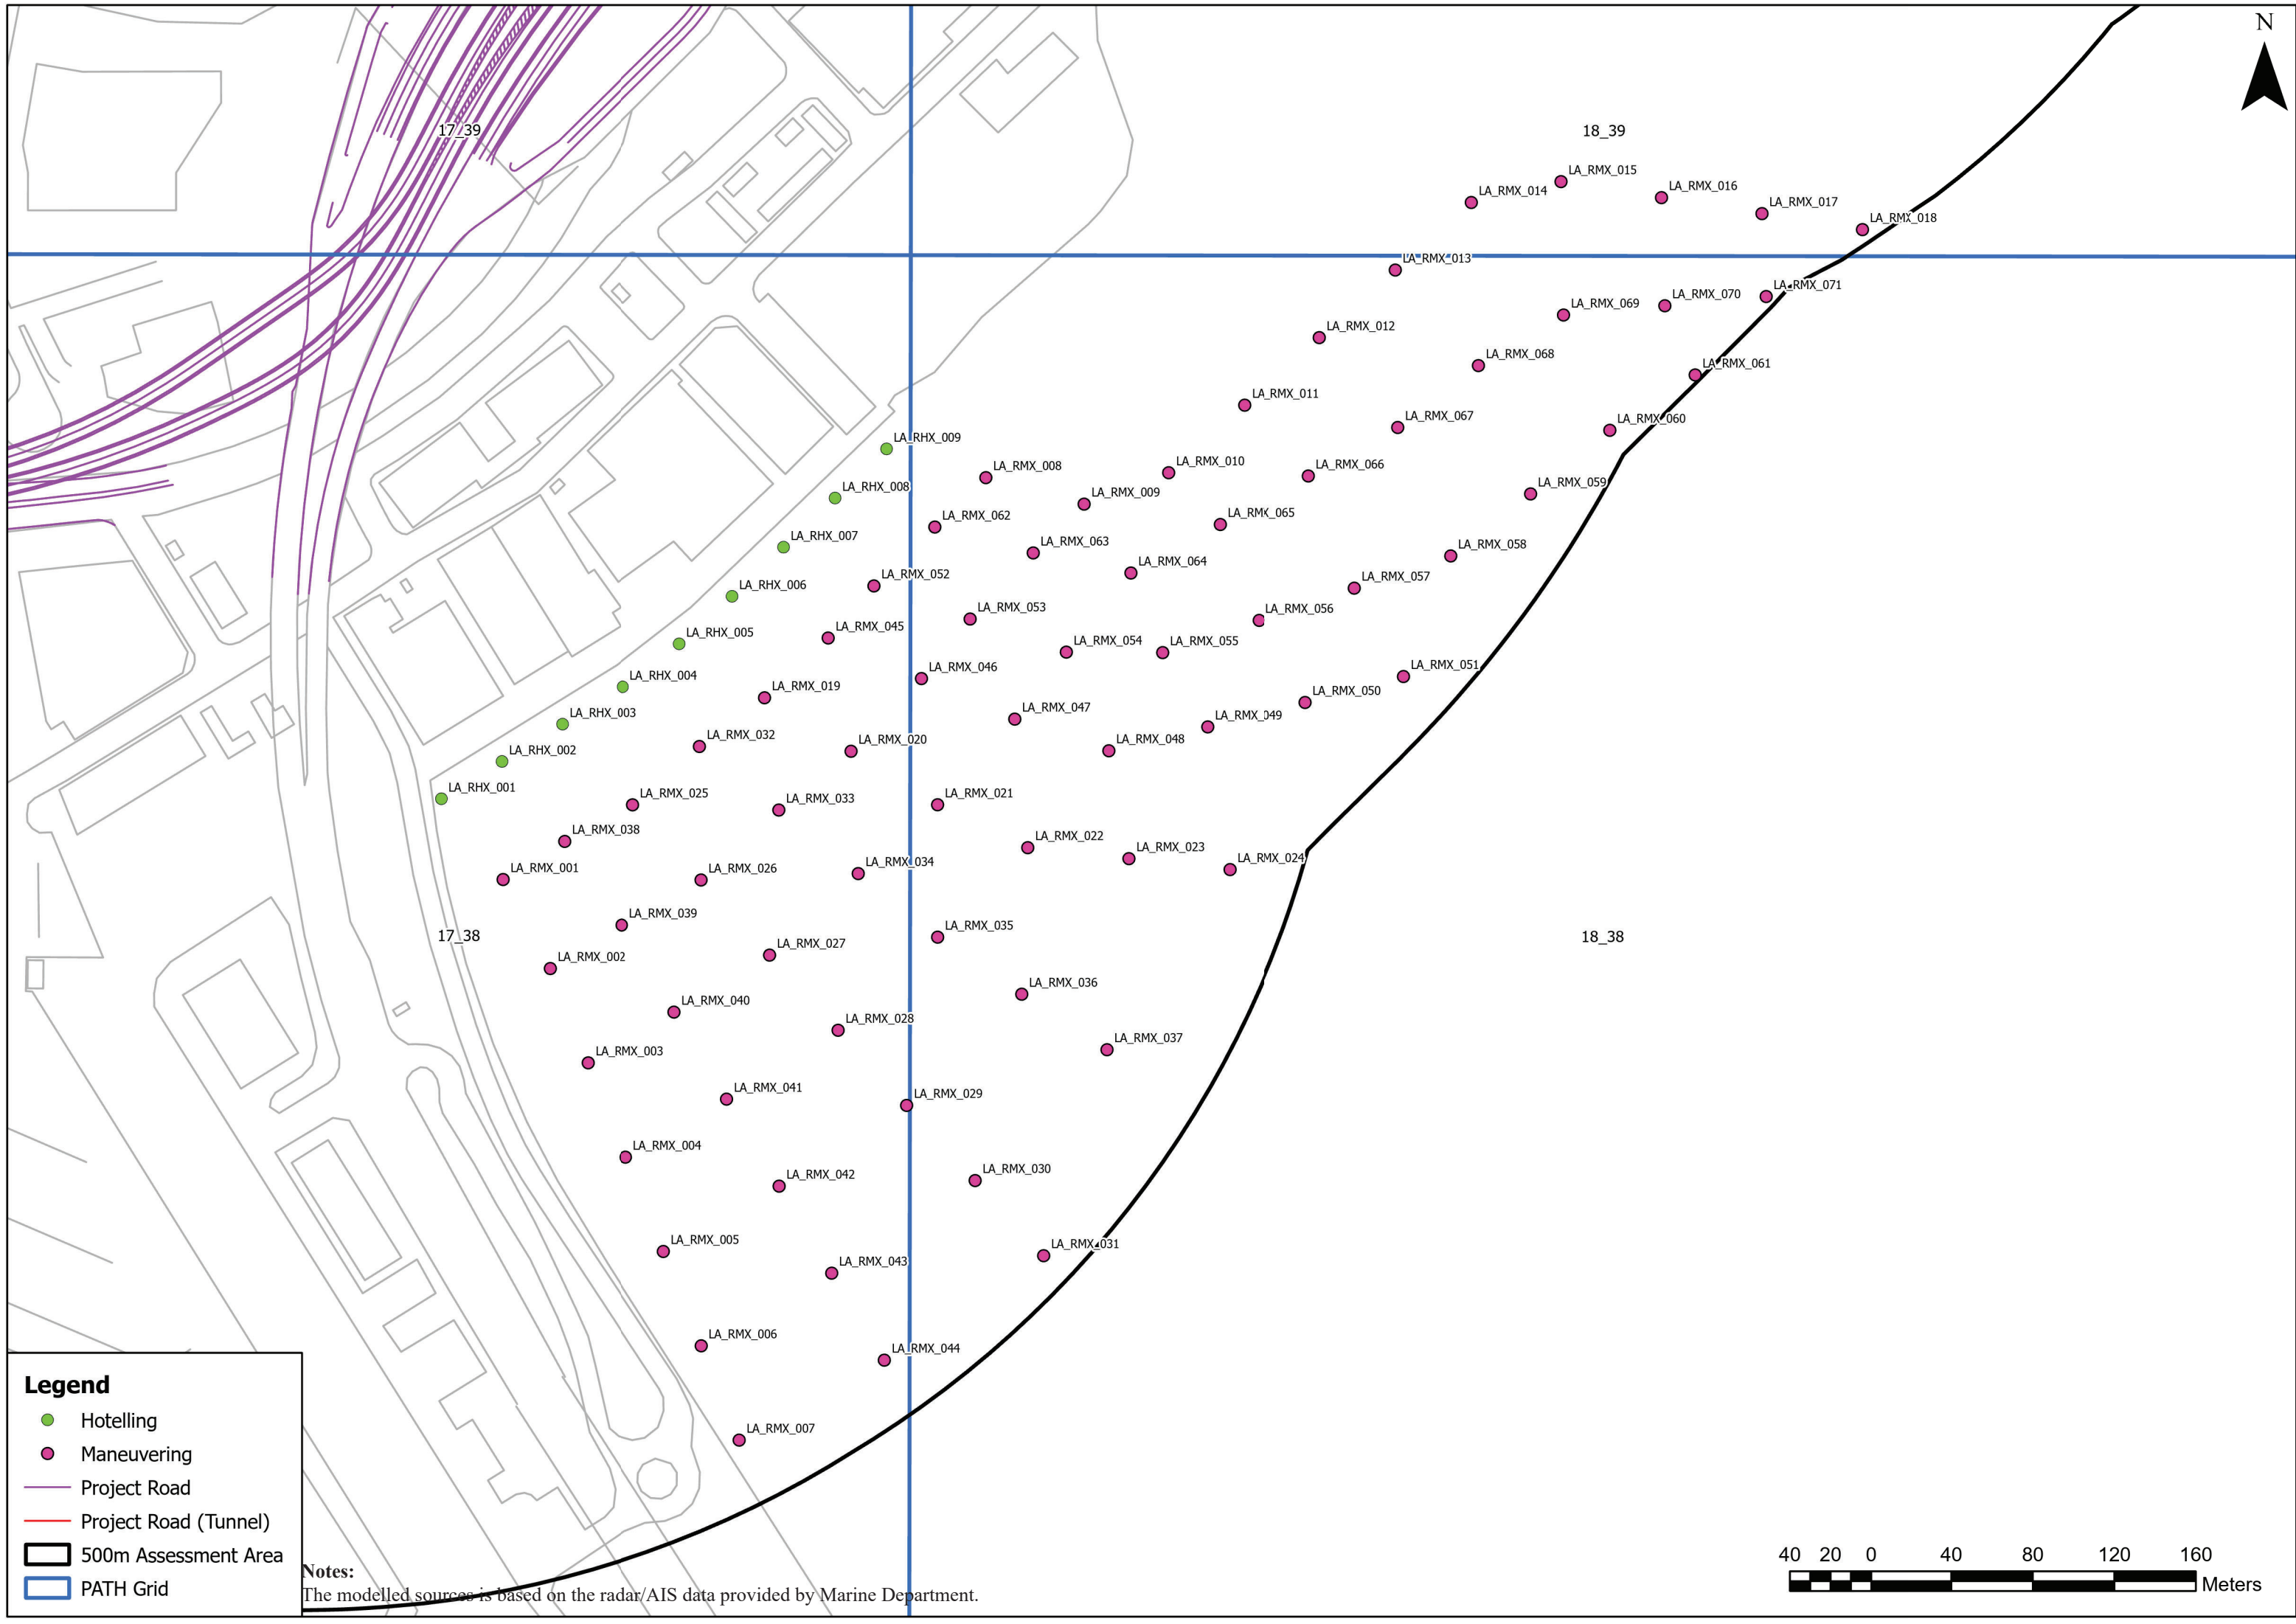 N
17_39
18_39
LA_RMX_015
LA_RMX_014
LA_RMX_016
LA_RMX_017
LA_RMX_018
LA_RMX_013
LA_RMX_071
LA_RMX_070
LA_RMX_069
LA_RMX_012
LA_RMX_068
LA_RMX_061
LA_RMX_011
LA_RMX_067
LA_RMX_060
LA_RHX_009
LA_RMX_008
LA_RMX_010
LA_RMX_066
LA_RHX_008
LA_RMX_009
LA_RMX_059
LA_RMX_062
LA_RMX_065
LA_RHX_007
LA_RMX_063
LA_RMX_058
LA_RMX_064
LA_RMX_052
LA_RMX_057
LA_RHX_006
LA_RMX_053
LA_RMX_056
LA_RMX_045
LA_RHX_005
LA_RMX_054
LA_RMX_055
LA_RMX_046
LA_RMX_051
LA_RHX_004
LA_RMX_019
LA_RMX_050
LA_RMX_047
LA_RHX_003
LA_RMX_049
LA_RMX_032
LA_RMX_020
LA_RMX_048
LA_RHX_002
LA_RHX_001
LA_RMX_025
LA_RMX_033
LA_RMX_021
LA_RMX_038
LA_RMX_022
LA_RMX_023
LA_RMX_024
LA_RMX_001
LA_RMX_026
LA_RMX_034
LA_RMX_039
LA_RMX_035
17_38
18_38
LA_RMX_027
LA_RMX_002
LA_RMX_036
LA_RMX_040
LA_RMX_028
LA_RMX_037
LA_RMX_003
LA_RMX_041
LA_RMX_029
LA_RMX_004
LA_RMX_042
LA_RMX_030
LA_RMX_005
LA_RMX_031
LA_RMX_043
LA_RMX_006
LA_RMX_044
LA_RMX_007
Legend
Hotelling
Maneuvering
Project Road
Project Road (Tunnel)
500m Assessment Area
PATH Grid
Notes:
The modelled sources is based on the radar/AIS data provided by Marine Department.
40 20 0 40 80 120 160
Meters